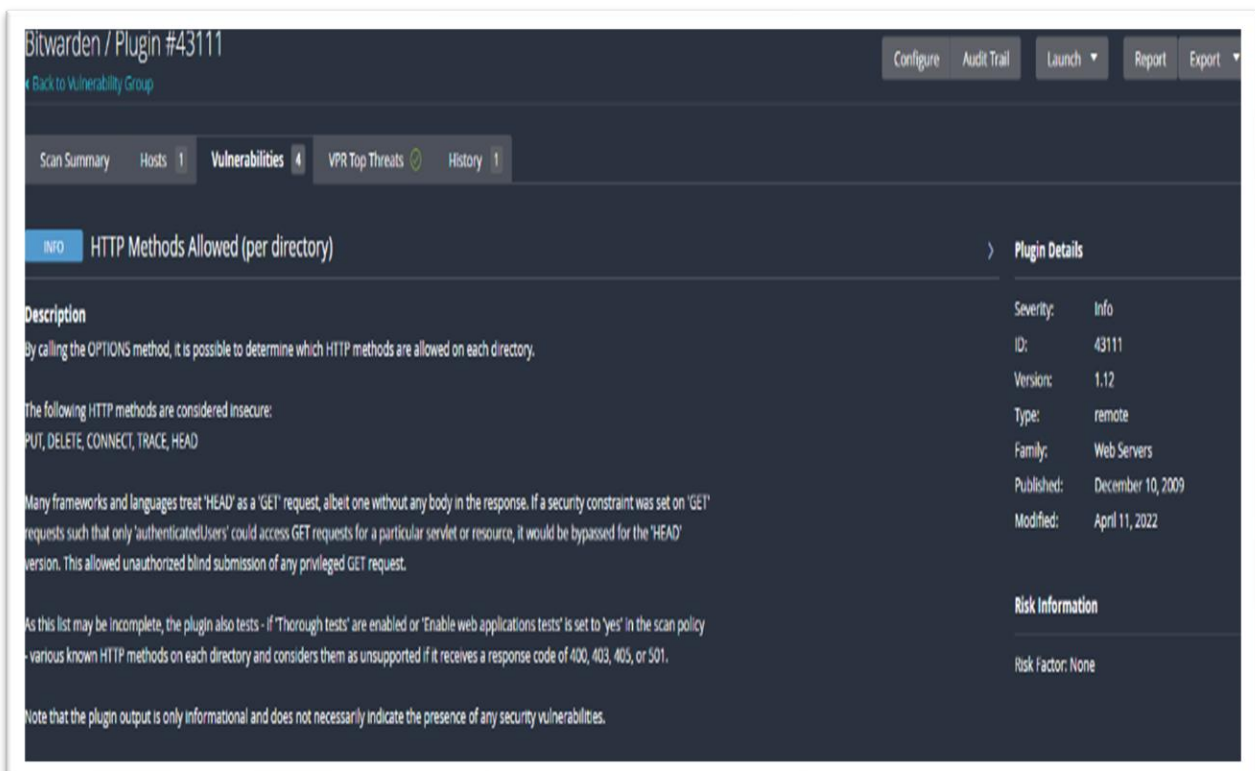 Bitwarden / Plugin #43111
Configure Audit Trail Launch Report Export
Back to Vulnerability Group
Scan Summary Hosts 1 Vulnerabilities 4 VPR Top Threats History 1
INFO HTTP Methods Allowed (per directory)
Description
By calling the OPTIONS method, it is possible to determine which HTTP methods are allowed on each directory.
The following HTTP methods are considered insecure:
PUT, DELETE, CONNECT, TRACE, HEAD
Many frameworks and languages treat 'HEAD' as a 'GET' request, albeit one without any body in the response. If a security constraint was set on 'GET'
requests such that only 'authenticatedUsers' could access GET requests for a particular servlet or resource, it would be bypassed for the 'HEAD'
version. This allowed unauthorized blind submission of any privileged GET request.
As this list may be incomplete, the plugin also tests - if 'Thorough tests' are enabled or 'Enable web applications tests' is set to 'yes' in the scan policy
- various known HTTP methods on each directory and considers them as unsupported if it receives a response code of 400, 403, 405, or 501.
Note that the plugin output is only informational and does not necessarily indicate the presence of any security vulnerabilities.
Plugin Details
Severity: Info
ID: 43111
Version: 1.12
Type: remote
Family: Web Servers
Published: December 10, 2009
Modified: April 11, 2022
Risk Information
Risk Factor: None